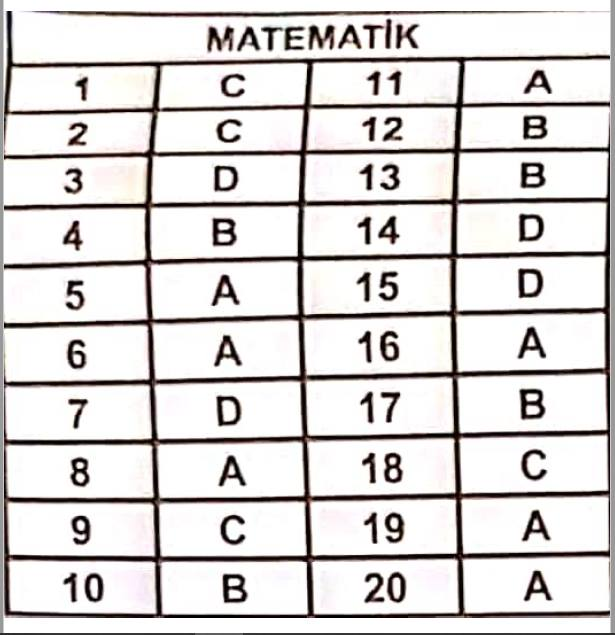 MATEMATİK
1 C 11 A
2 C 12 B
3 D 13 B
4 B 14 D
5 A 15 D
6 A 16 A
7 D 17 B
8 A 18 C
9 C 19 A
10 B 20 A